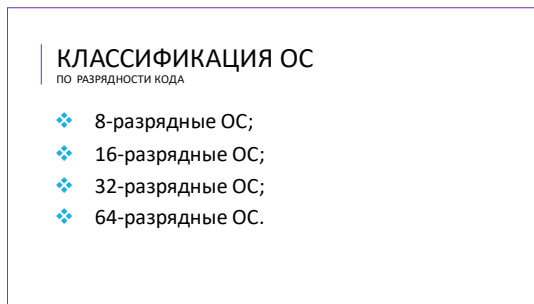 КЛАССИФИКАЦИЯ ОС
ПО РАЗРЯДНОСТИ КОДА
❖ 8-разрядные ОС;
❖ 16-разрядные ОС;
❖ 32-разрядные ОС;
❖ 64-разрядные ОС.